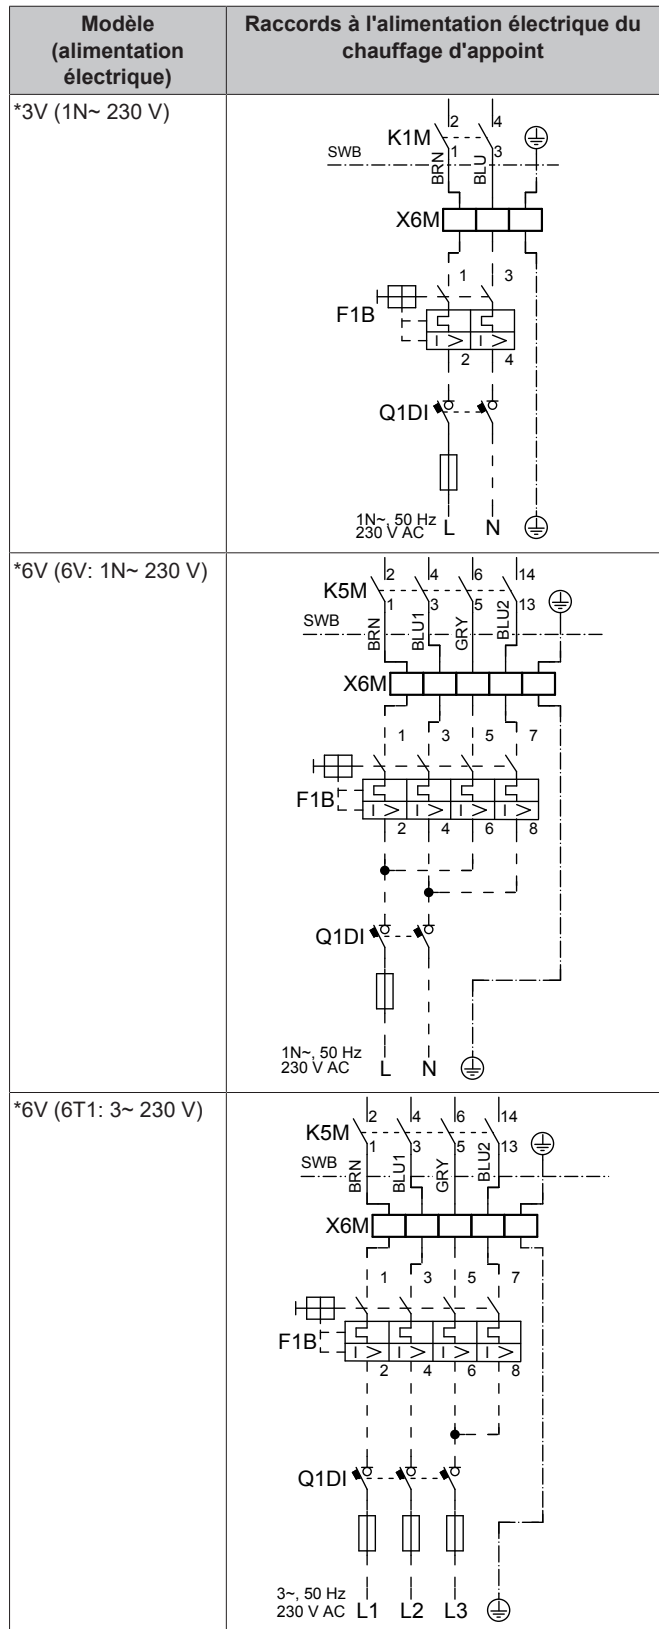 Modèle
(alimentation
électrique)
Raccords à l'alimentation électrique du
chauffage d'appoint
*3V (1N~ 230 V)
2 4
K1M
1 3
SWB
BRN BLU
X6M
1 3
F1B
I > I >
2 4
Q1DI
1N~, 50 Hz
230 V AC L N
*6V (6V: 1N~ 230 V)
2 4 6 14
K5M
1 3 5 13
SWB
BRN BLU1 GRY BLU2
X6M
1 3 5 7
F1B
I > I > I > I >
2 4 6 8
Q1DI
1N~, 50 Hz
230 V AC L N
*6V (6T1: 3~ 230 V)
2 4 6 14
K5M
1 3 5 13
SWB
BRN BLU1 GRY BLU2
X6M
1 3 5 7
F1B
I > I > I > I >
2 4 6 8
Q1DI
3~, 50 Hz
230 V AC L1 L2 L3